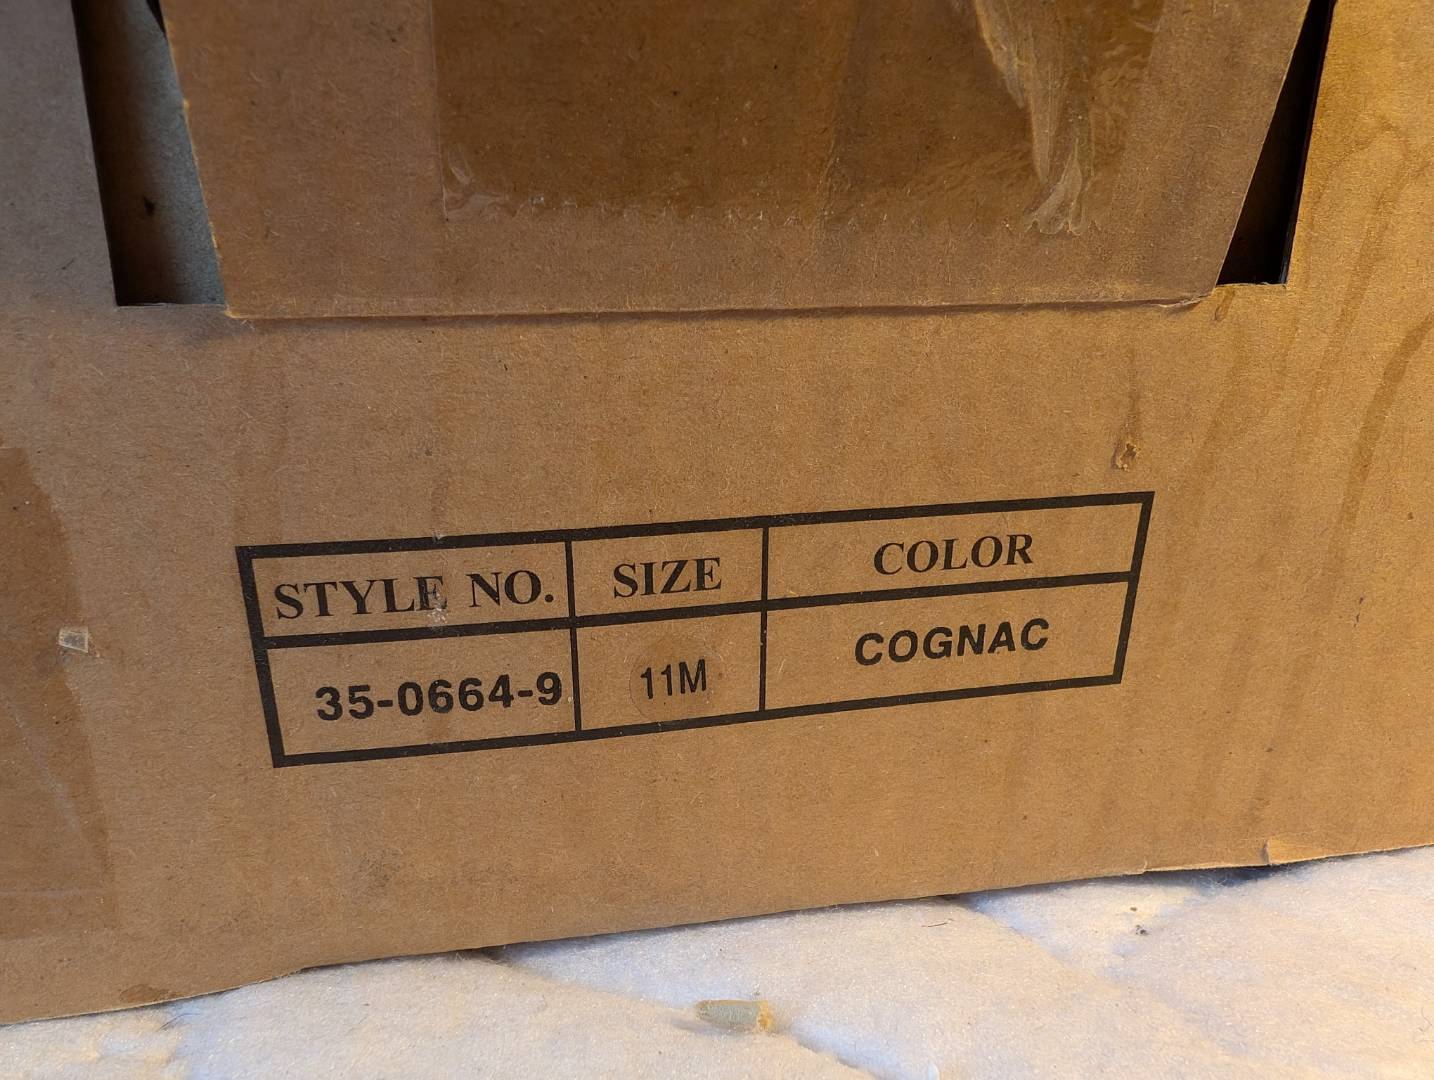 STYLE NO. SIZE COLOR
35-0664-9 11M COGNAC